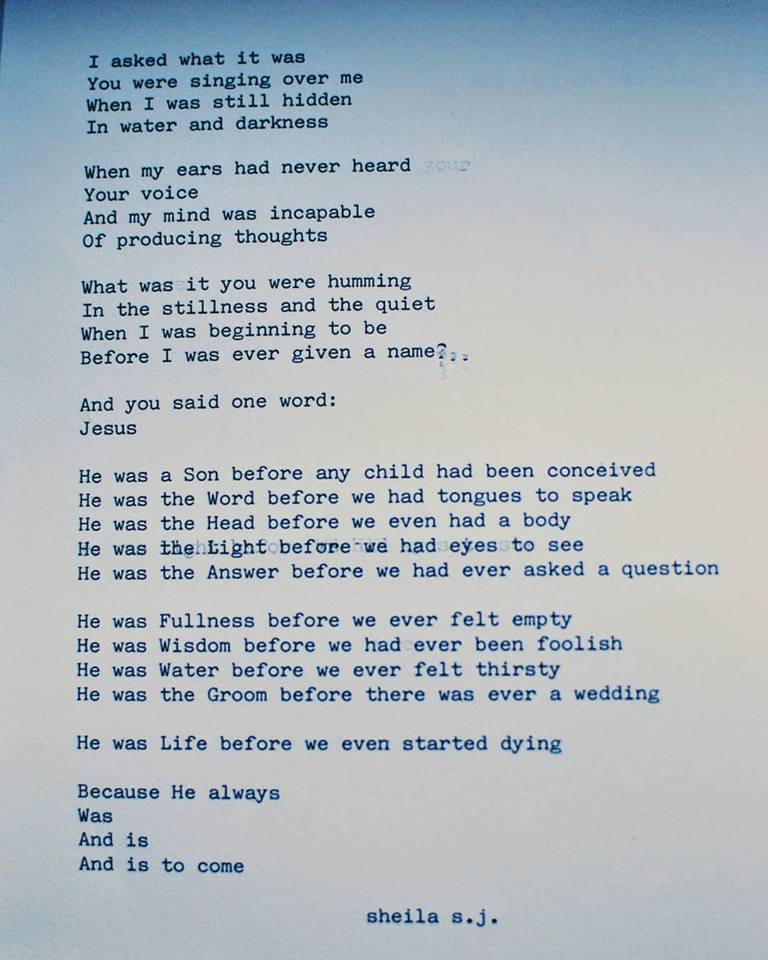 I asked what it was
You were singing over me
When I was still hidden
In water and darkness
When my ears had never heard your
Your voice
And my mind was incapable
Of producing thoughts
What was it you were humming
In the stillness and the quiet
When I was beginning to be
Before I was ever given a name?..
And you said one word:
Jesus
He was a Son before any child had been conceived
He was the Word before we had tongues to speak
He was the Head before we even had a body
He was the Light before we had eyes to see
He was the Answer before we had ever asked a question
He was Fullness before we ever felt empty
He was Wisdom before we had ever been foolish
He was Water before we ever felt thirsty
He was the Groom before there was ever a wedding
He was Life before we even started dying
Because He always
Was
And is
And is to come
sheila s.j.